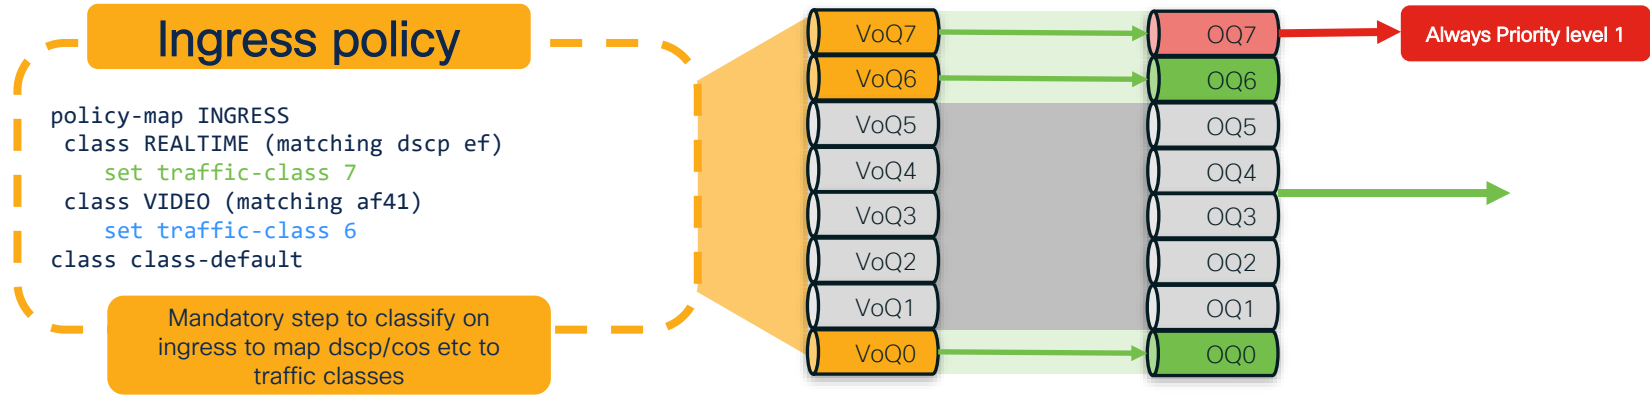 Ingress policy
policy-map INGRESS
class REALTIME (matching dscp ef)
set traffic-class 7
class VIDEO (matching af41)
set traffic-class 6
class class-default
Mandatory step to classify on
ingress to map dscp/cos etc to
traffic classes
VoQ7
VoQ6
VoQ5
VoQ4
VoQ3
VoQ2
VoQ1
VoQ0
OQ7
OQ6
OQ5
OQ4
OQ3
OQ2
OQ1
OQ0
Always Priority level 1